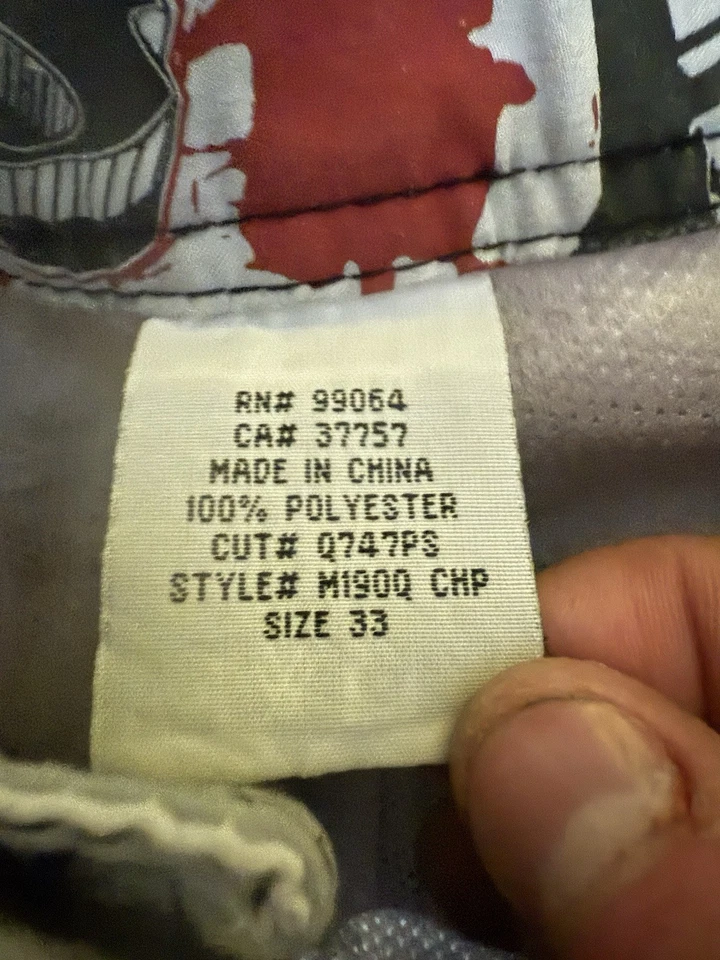 RN# 99064
CA# 37757
MADE IN CHINA
100% POLYESTER
CUT# Q747PS
STYLE# M190Q CHP
SIZE 33